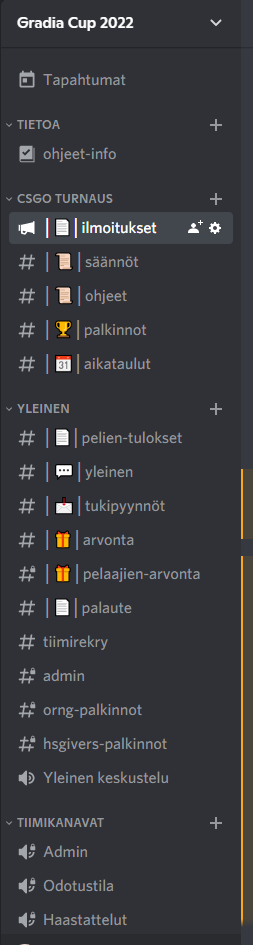 Gradia Cup 2022
Tapahtumat
TIETOA
ohjeet-info
CSGO TURNAUS
ilmoitukset
säännöt
ohjeet
palkinnot
31 aikataulut
YLEINEN
pelien-tulokset
yleinen
tukipyynnöt
arvonta
pelaajien-arvonta
palaute
tiimirekry
admin
orng-palkinnot
hsgivers-palkinnot
Yleinen keskustelu
TIIMIKANAVAT
Admin
Odotustila
Haastattelut